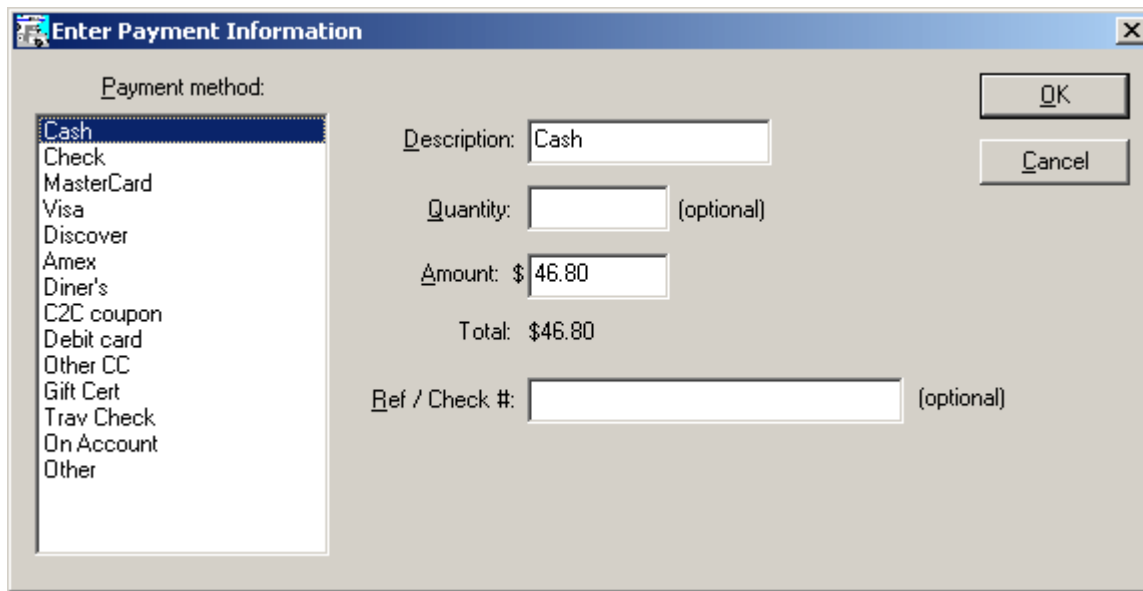 Enter Payment Information
Payment method:
Cash
Check
MasterCard
Visa
Discover
Amex
Diner's
C2C coupon
Debit card
Other CC
Gift Cert
Trav Check
On Account
Other
Description: Cash
Quantity: (optional)
Amount: $ 46.80
Total: $46.80
Ref / Check #: (optional)
OK
Cancel